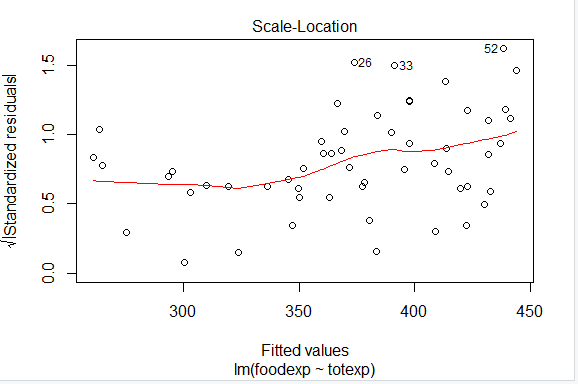 Scale-Location
√|Standardized residuals|
1.5
1.0
0.5
0.0
26
33
52
300
350
400
450
Fitted values
lm(foodexp ~ totexp)